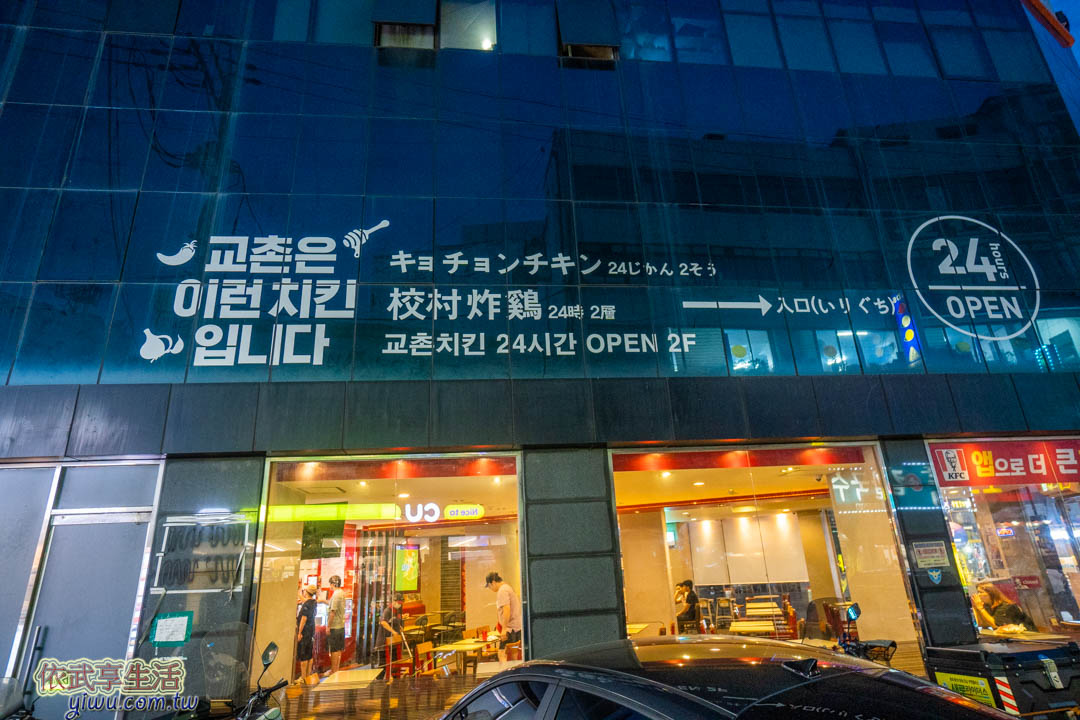 교촌은
이런 치킨
입니다
キョチョンチキン 24じかん 2そう
校村炸鷄 24時 2層
교촌치킨 24시간 OPEN 2F
入口(いりぐち)
24 hours
OPEN
CU
Nice to
KFC
앱으로 더
국수
依武享生活
yiwu.com.tw